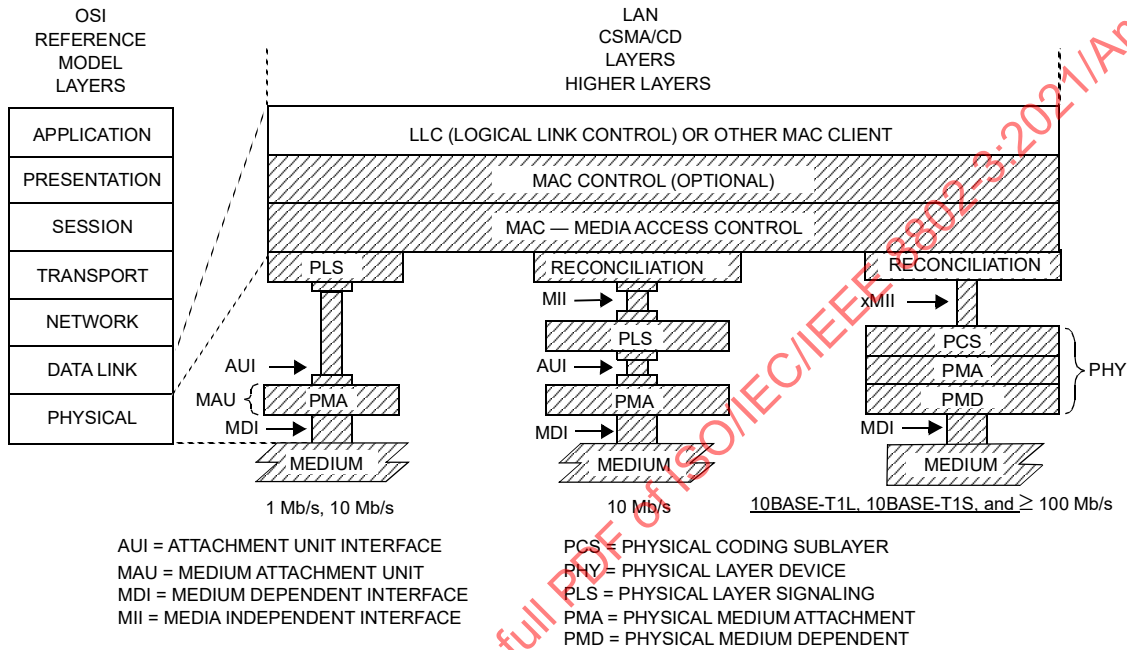 OSI
REFERENCE
MODEL
LAYERS
LAN
CSMA/CD
LAYERS
HIGHER LAYERS
APPLICATION
PRESENTATION
SESSION
TRANSPORT
NETWORK
DATA LINK
PHYSICAL
LLC (LOGICAL LINK CONTROL) OR OTHER MAC CLIENT
MAC CONTROL (OPTIONAL)
MAC — MEDIA ACCESS CONTROL
PLS
AUI
MAU
PMA
MDI
MEDIUM
1 Mb/s, 10 Mb/s
RECONCILIATION
MII
PLS
AUI
PMA
MDI
MEDIUM
10 Mb/s
RECONCILIATION
xMII
PCS
PMA
PMD
PHY
MDI
MEDIUM
10BASE-T1L, 10BASE-T1S, and ≥ 100 Mb/s
AUI = ATTACHMENT UNIT INTERFACE
MAU = MEDIUM ATTACHMENT UNIT
MDI = MEDIUM DEPENDENT INTERFACE
MII = MEDIA INDEPENDENT INTERFACE
PCS = PHYSICAL CODING SUBLAYER
PHY = PHYSICAL LAYER DEVICE
PLS = PHYSICAL LAYER SIGNALING
PMA = PHYSICAL MEDIUM ATTACHMENT
PMD = PHYSICAL MEDIUM DEPENDENT
full PDF of ISO/IEC/IEEE 8802-3:2021/